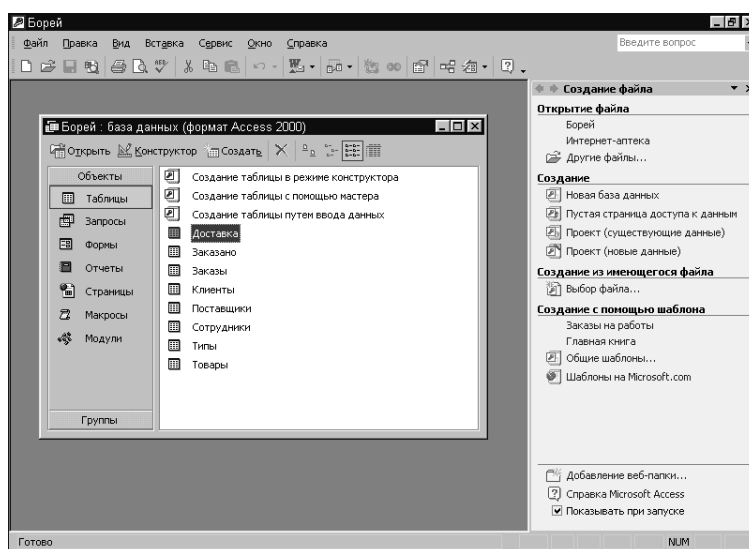 Борей
Файл Правка Вид Вставка Сервис Окно Справка
Введите вопрос
Создание файла
Открытие файла
Борей
Интернет-аптека
Другие файлы...
Создание
Новая база данных
Пустая страница доступа к данным
Проект (существующие данные)
Проект (новые данные)
Создание из имеющегося файла
Выбор файла...
Создание с помощью шаблона
Заказы на работы
Главная книга
Общие шаблоны...
Шаблоны на Microsoft.com
Добавление веб-папки...
Справка Microsoft Access
Показывать при запуске
Борей : база данных (формат Access 2000)
Открыть Конструктор Создать
Объекты
Таблицы
Запросы
Формы
Отчеты
Страницы
Макросы
Модули
Группы
Создание таблицы в режиме конструктора
Создание таблицы с помощью мастера
Создание таблицы путем ввода данных
Доставка
Заказано
Заказы
Клиенты
Поставщики
Сотрудники
Типы
Товары
Готово
NUM